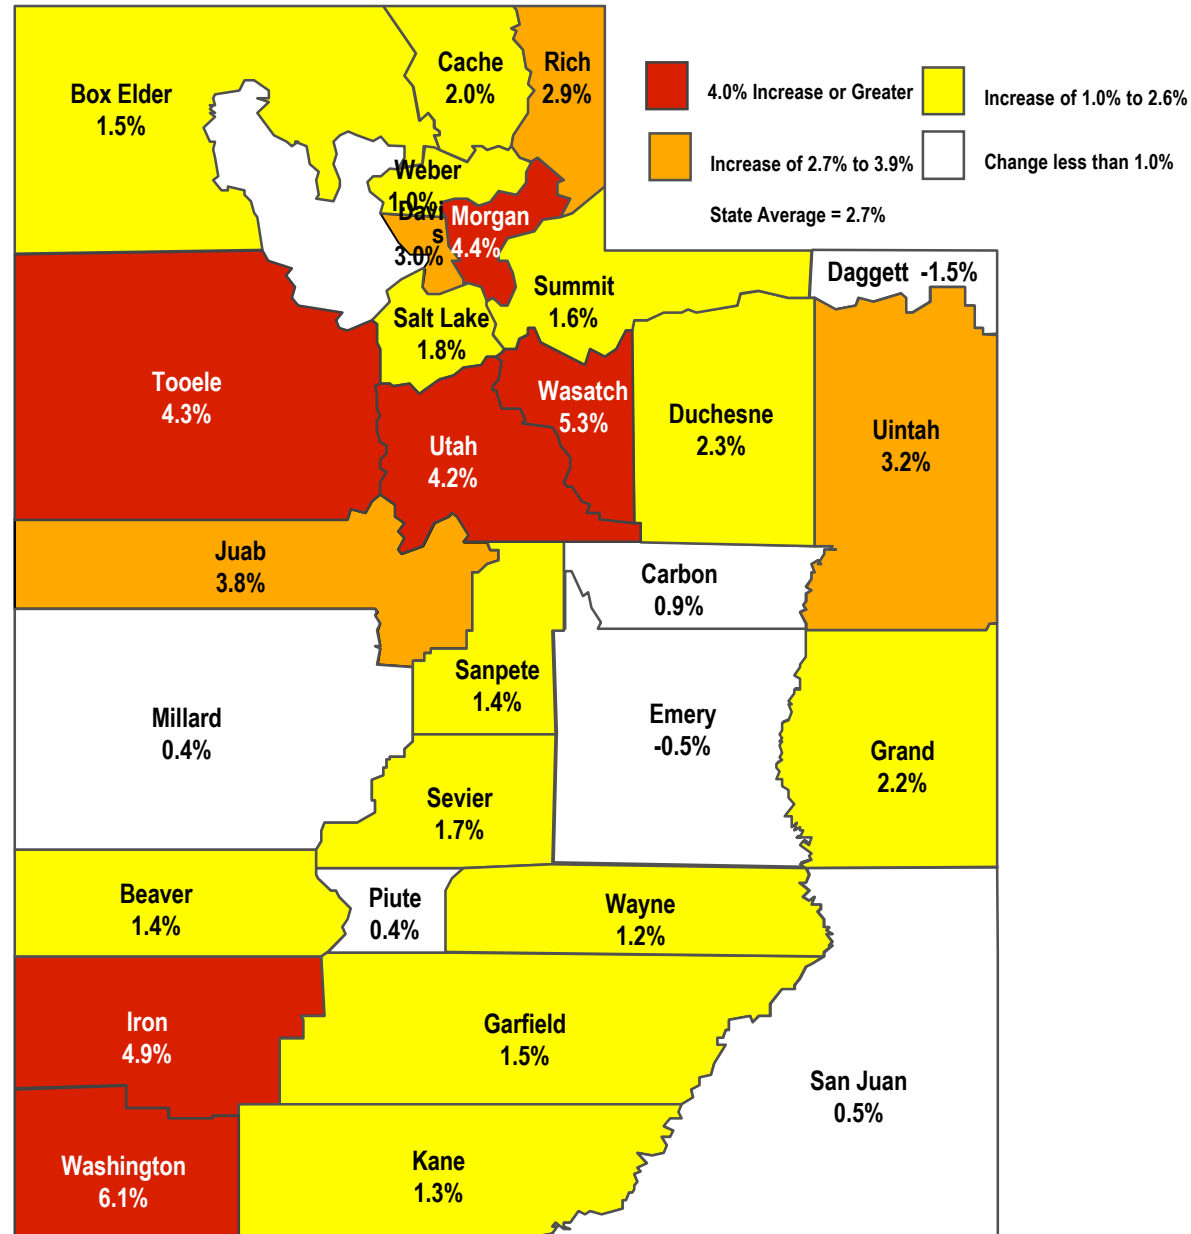 Cache
2.0%
Rich
2.9%
Box Elder
1.5%
4.0% Increase or Greater
Increase of 1.0% to 2.6%
Increase of 2.7% to 3.9%
Change less than 1.0%
State Average = 2.7%
Weber
1.0%
Davi
s
3.0%
Morgan
4.4%
Summit
1.6%
Daggett -1.5%
Salt Lake
1.8%
Tooele
4.3%
Wasatch
5.3%
Duchesne
2.3%
Uintah
3.2%
Utah
4.2%
Juab
3.8%
Carbon
0.9%
Sanpete
1.4%
Millard
0.4%
Emery
-0.5%
Grand
2.2%
Sevier
1.7%
Beaver
1.4%
Piute
0.4%
Wayne
1.2%
Iron
4.9%
Garfield
1.5%
San Juan
0.5%
Washington
6.1%
Kane
1.3%